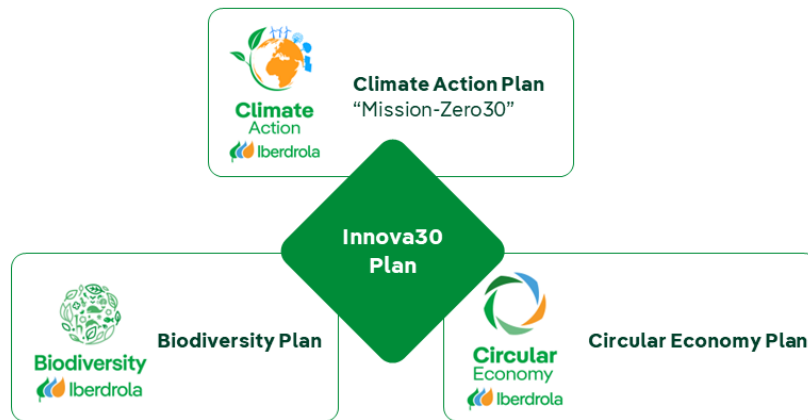 Climate
Action
Iberdrola
Climate Action Plan
“Mission-Zero30”
Innova30
Plan
Biodiversity
Iberdrola
Biodiversity Plan
Circular
Economy
Iberdrola
Circular Economy Plan